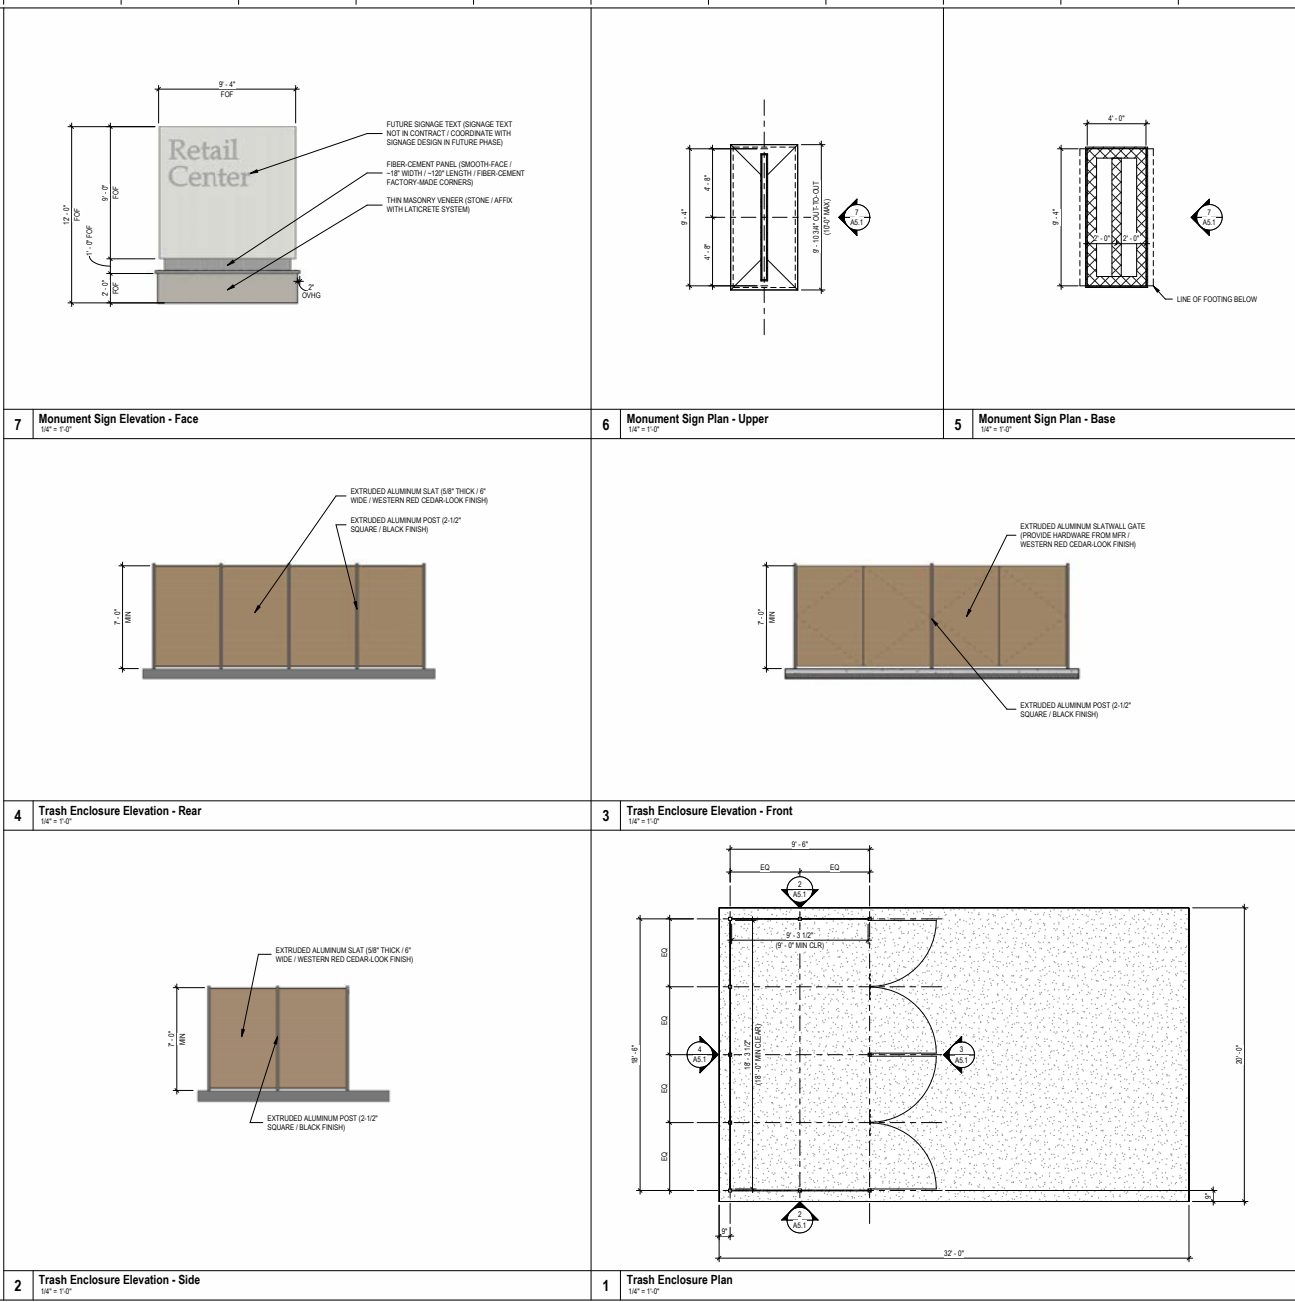 9' - 4"
FOF
12' - 0"
FOF
9' - 0"
FOF
1' - 0" FOF
2' - 0"
FOF
Retail
Center
2"
OVHG
FUTURE SIGNAGE TEXT (SIGNAGE TEXT
NOT IN CONTRACT / COORDINATE WITH
SIGNAGE DESIGN IN FUTURE PHASE)
FIBER-CEMENT PANEL (SMOOTH-FACE /
~18" WIDTH / ~120" LENGTH / FIBER-CEMENT
FACTORY-MADE CORNERS)
THIN MASONRY VENEER (STONE / AFFIX
WITH LATICRETE SYSTEM)
7
Monument Sign Elevation - Face
1/4" = 1'-0"
9' - 4"
4' - 8"
4' - 8"
9' - 10 3/4" OUT-TO-OUT
(10'-0" MAX)
7
A5.1
6
Monument Sign Plan - Upper
1/4" = 1'-0"
4' - 0"
9' - 4"
2' - 0"
2' - 0"
7
A5.1
LINE OF FOOTING BELOW
5
Monument Sign Plan - Base
1/4" = 1'-0"
EXTRUDED ALUMINUM SLAT (5/8" THICK / 6"
WIDE / WESTERN RED CEDAR-LOOK FINISH)
EXTRUDED ALUMINUM POST (2-1/2"
SQUARE / BLACK FINISH)
7' - 0"
MIN
4
Trash Enclosure Elevation - Rear
1/4" = 1'-0"
EXTRUDED ALUMINUM SLATWALL GATE
(PROVIDE HARDWARE FROM MFR /
WESTERN RED CEDAR-LOOK FINISH)
7' - 0"
MIN
EXTRUDED ALUMINUM POST (2-1/2"
SQUARE / BLACK FINISH)
3
Trash Enclosure Elevation - Front
1/4" = 1'-0"
EXTRUDED ALUMINUM SLAT (5/8" THICK / 6"
WIDE / WESTERN RED CEDAR-LOOK FINISH)
7' - 0"
MIN
EXTRUDED ALUMINUM POST (2-1/2"
SQUARE / BLACK FINISH)
2
Trash Enclosure Elevation - Side
1/4" = 1'-0"
9' - 6"
EQ
EQ
2
A5.1
9' - 3 1/2"
(9' - 0" MIN CLR)
EQ
EQ
EQ
EQ
18' - 6"
18' - 3 1/2"
(18' - 0" MIN CLEAR)
4
A5.1
3
A5.1
20' - 0"
9"
2
A5.1
9"
32' - 0"
1
Trash Enclosure Plan
1/4" = 1'-0"